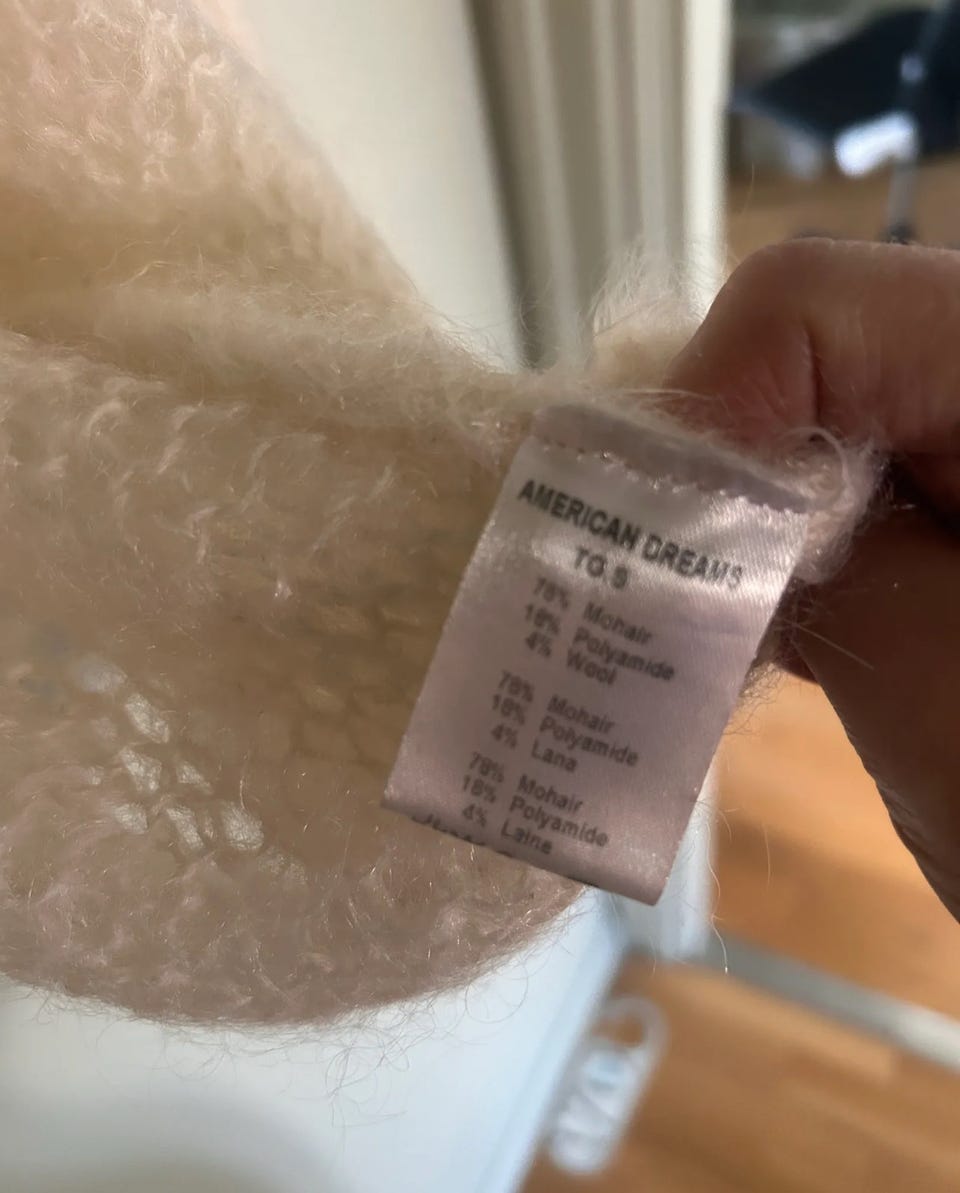 AMERICAN DREAMS
TG S
78% Mohair
18% Polyamide
4% Wool
78% Mohair
18% Polyamide
4% Lana
78% Mohair
18% Polyamide
4% Laine